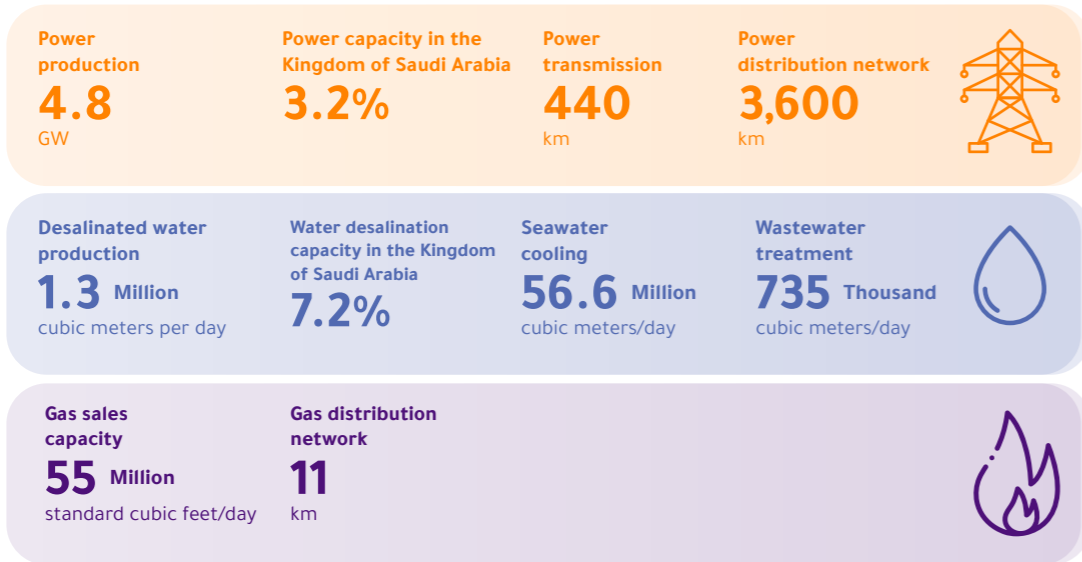 Power
production
4.8
GW
Power capacity in the
Kingdom of Saudi Arabia
3.2%
Power
transmission
440
km
Power
distribution network
3,600
km
Desalinated water
production
1.3 Million
cubic meters per day
Water desalination
capacity in the Kingdom
of Saudi Arabia
7.2%
Seawater
cooling
56.6 Million
cubic meters/day
Wastewater
treatment
735 Thousand
cubic meters/day
Gas sales
capacity
55 Million
standard cubic feet/day
Gas distribution
network
11
km